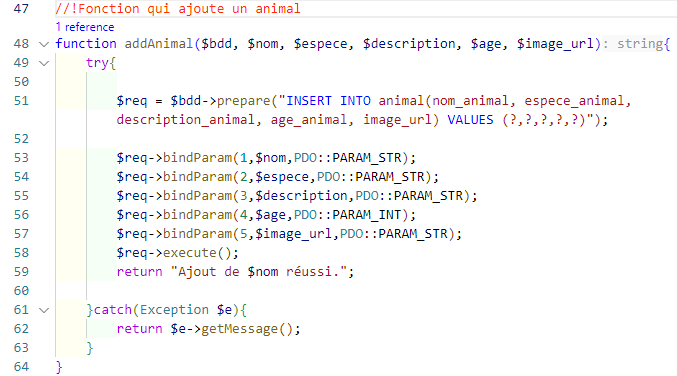 47 //!Fonction qui ajoute un animal
1 reference
48 function addAnimal($bdd, $nom, $espece, $description, $age, $image_url): string{
49     try{
50
51         $req = $bdd->prepare("INSERT INTO animal(nom_animal, espece_animal,
        description_animal, age_animal, image_url) VALUES (?,?,?,?,?)");
52
53         $req->bindParam(1,$nom,PDO::PARAM_STR);
54         $req->bindParam(2,$espece,PDO::PARAM_STR);
55         $req->bindParam(3,$description,PDO::PARAM_STR);
56         $req->bindParam(4,$age,PDO::PARAM_INT);
57         $req->bindParam(5,$image_url,PDO::PARAM_STR);
58         $req->execute();
59         return "Ajout de $nom réussi.";
60
61     }catch(Exception $e){
62         return $e->getMessage();
63     }
64 }